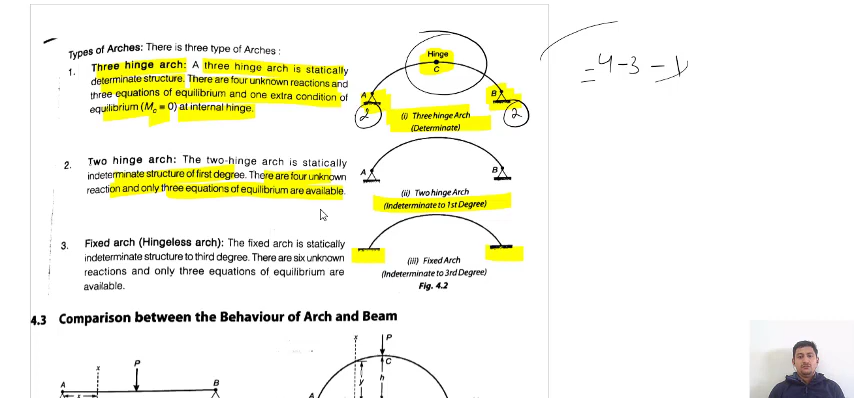 Types of Arches: There is three type of Arches :
1. Three hinge arch: A three hinge arch is statically
determinate structure. There are four unknown reactions and
three equations of equilibrium and one extra condition of
equilibrium (Mc = 0) at internal hinge.
Hinge
C
A
B
2
2
(i) Three hinge Arch
(Determinate)
= 4 - 3 - 1
2. Two hinge arch: The two-hinge arch is statically
indeterminate structure of first degree. There are four unknown
reaction and only three equations of equilibrium are available.
A
B
(ii) Two hinge Arch
(Indeterminate to 1st Degree)
3. Fixed arch (Hingeless arch): The fixed arch is statically
indeterminate structure to third degree. There are six unknown
reactions and only three equations of equilibrium are
available.
(iii) Fixed Arch
(Indeterminate to 3rd Degree)
Fig. 4.2
4.3 Comparison between the Behaviour of Arch and Beam
A
x
P
B
x
x
P
C
y
h
A